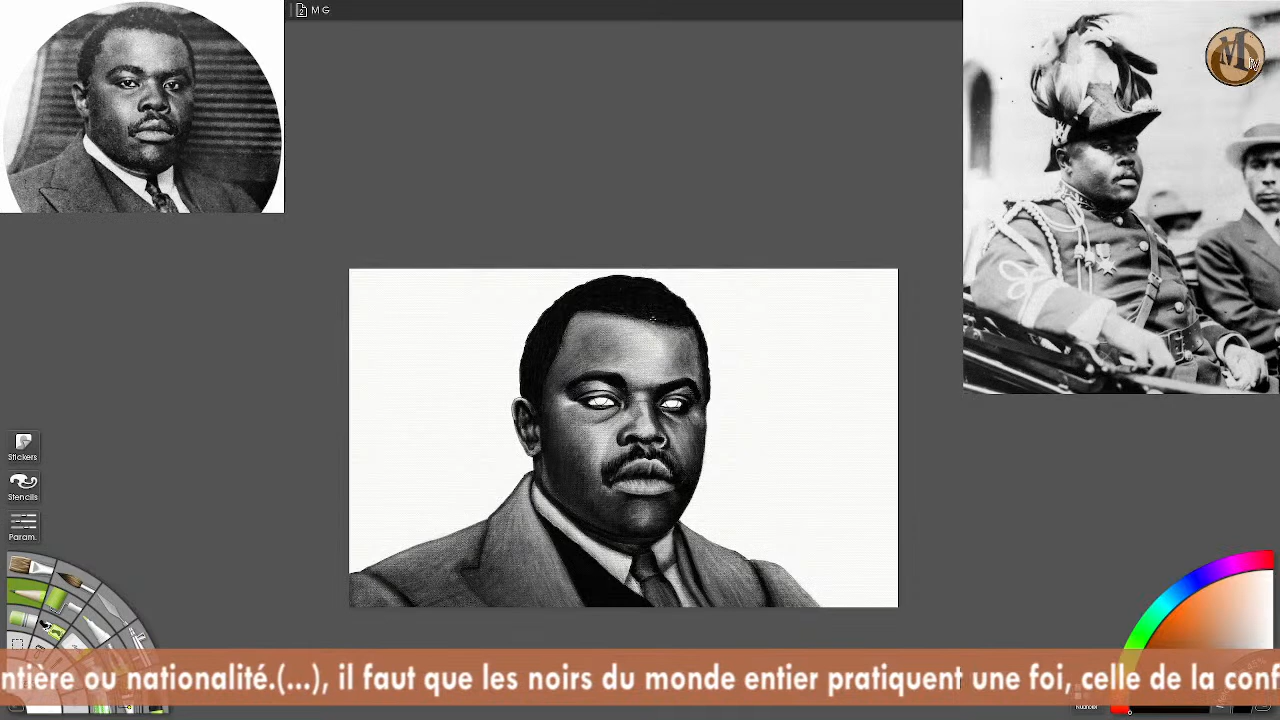 M G
M
TV
Stickers
Stencils
Param.
ntière ou nationalité.(...), il faut que les noirs du monde entier pratiquent une foi, celle de la conf